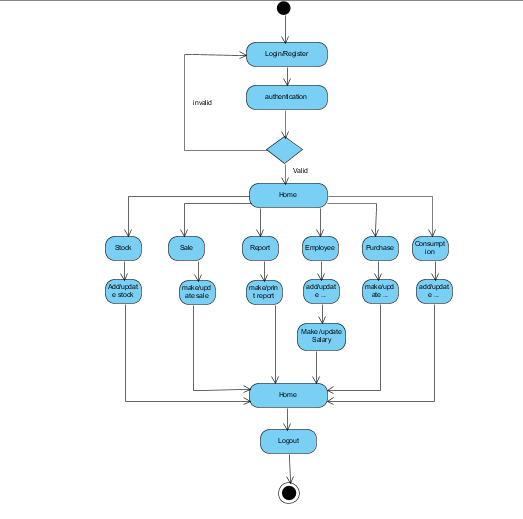 Login/Register
authentication
invalid
Valid
Home
Stock
Sale
Report
Employee
Purchase
Consumpt
ion
Add/updat
e stock
make/upd
ate sale
make/prin
t report
add/updat
e ...
make/upd
ate ...
add/updat
e ...
Make /update
Salary
Home
Logout